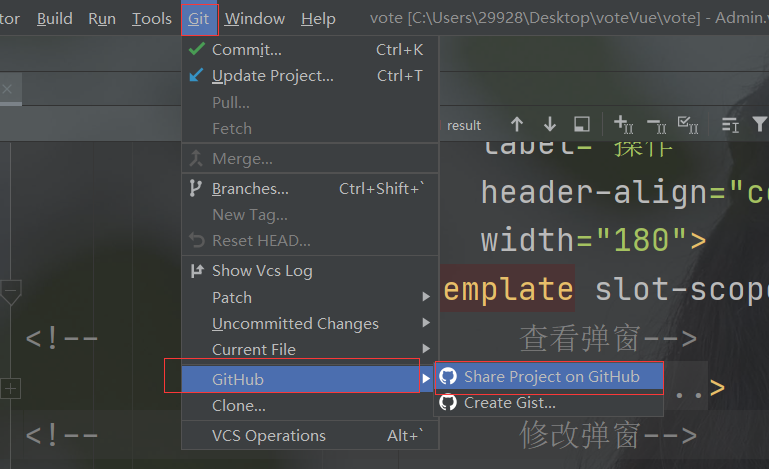 tor Build Run Tools Git Window Help vote [C:\Users\29928\Desktop\voteVue\vote] - Admin.v
Commit... Ctrl+K
Update Project... Ctrl+T
Pull...
Fetch
result
Merge...
label="操作
Branches... Ctrl+Shift+`
header-align="ce
New Tag...
Reset HEAD...
width="180">
Show Vcs Log
Patch
emplate slot-scope
Uncommitted Changes
Current File
<!-- 查看弹窗-->
GitHub
Share Project on GitHub
...>
Clone...
Create Gist...
VCS Operations Alt+`
<!-- 修改弹窗-->